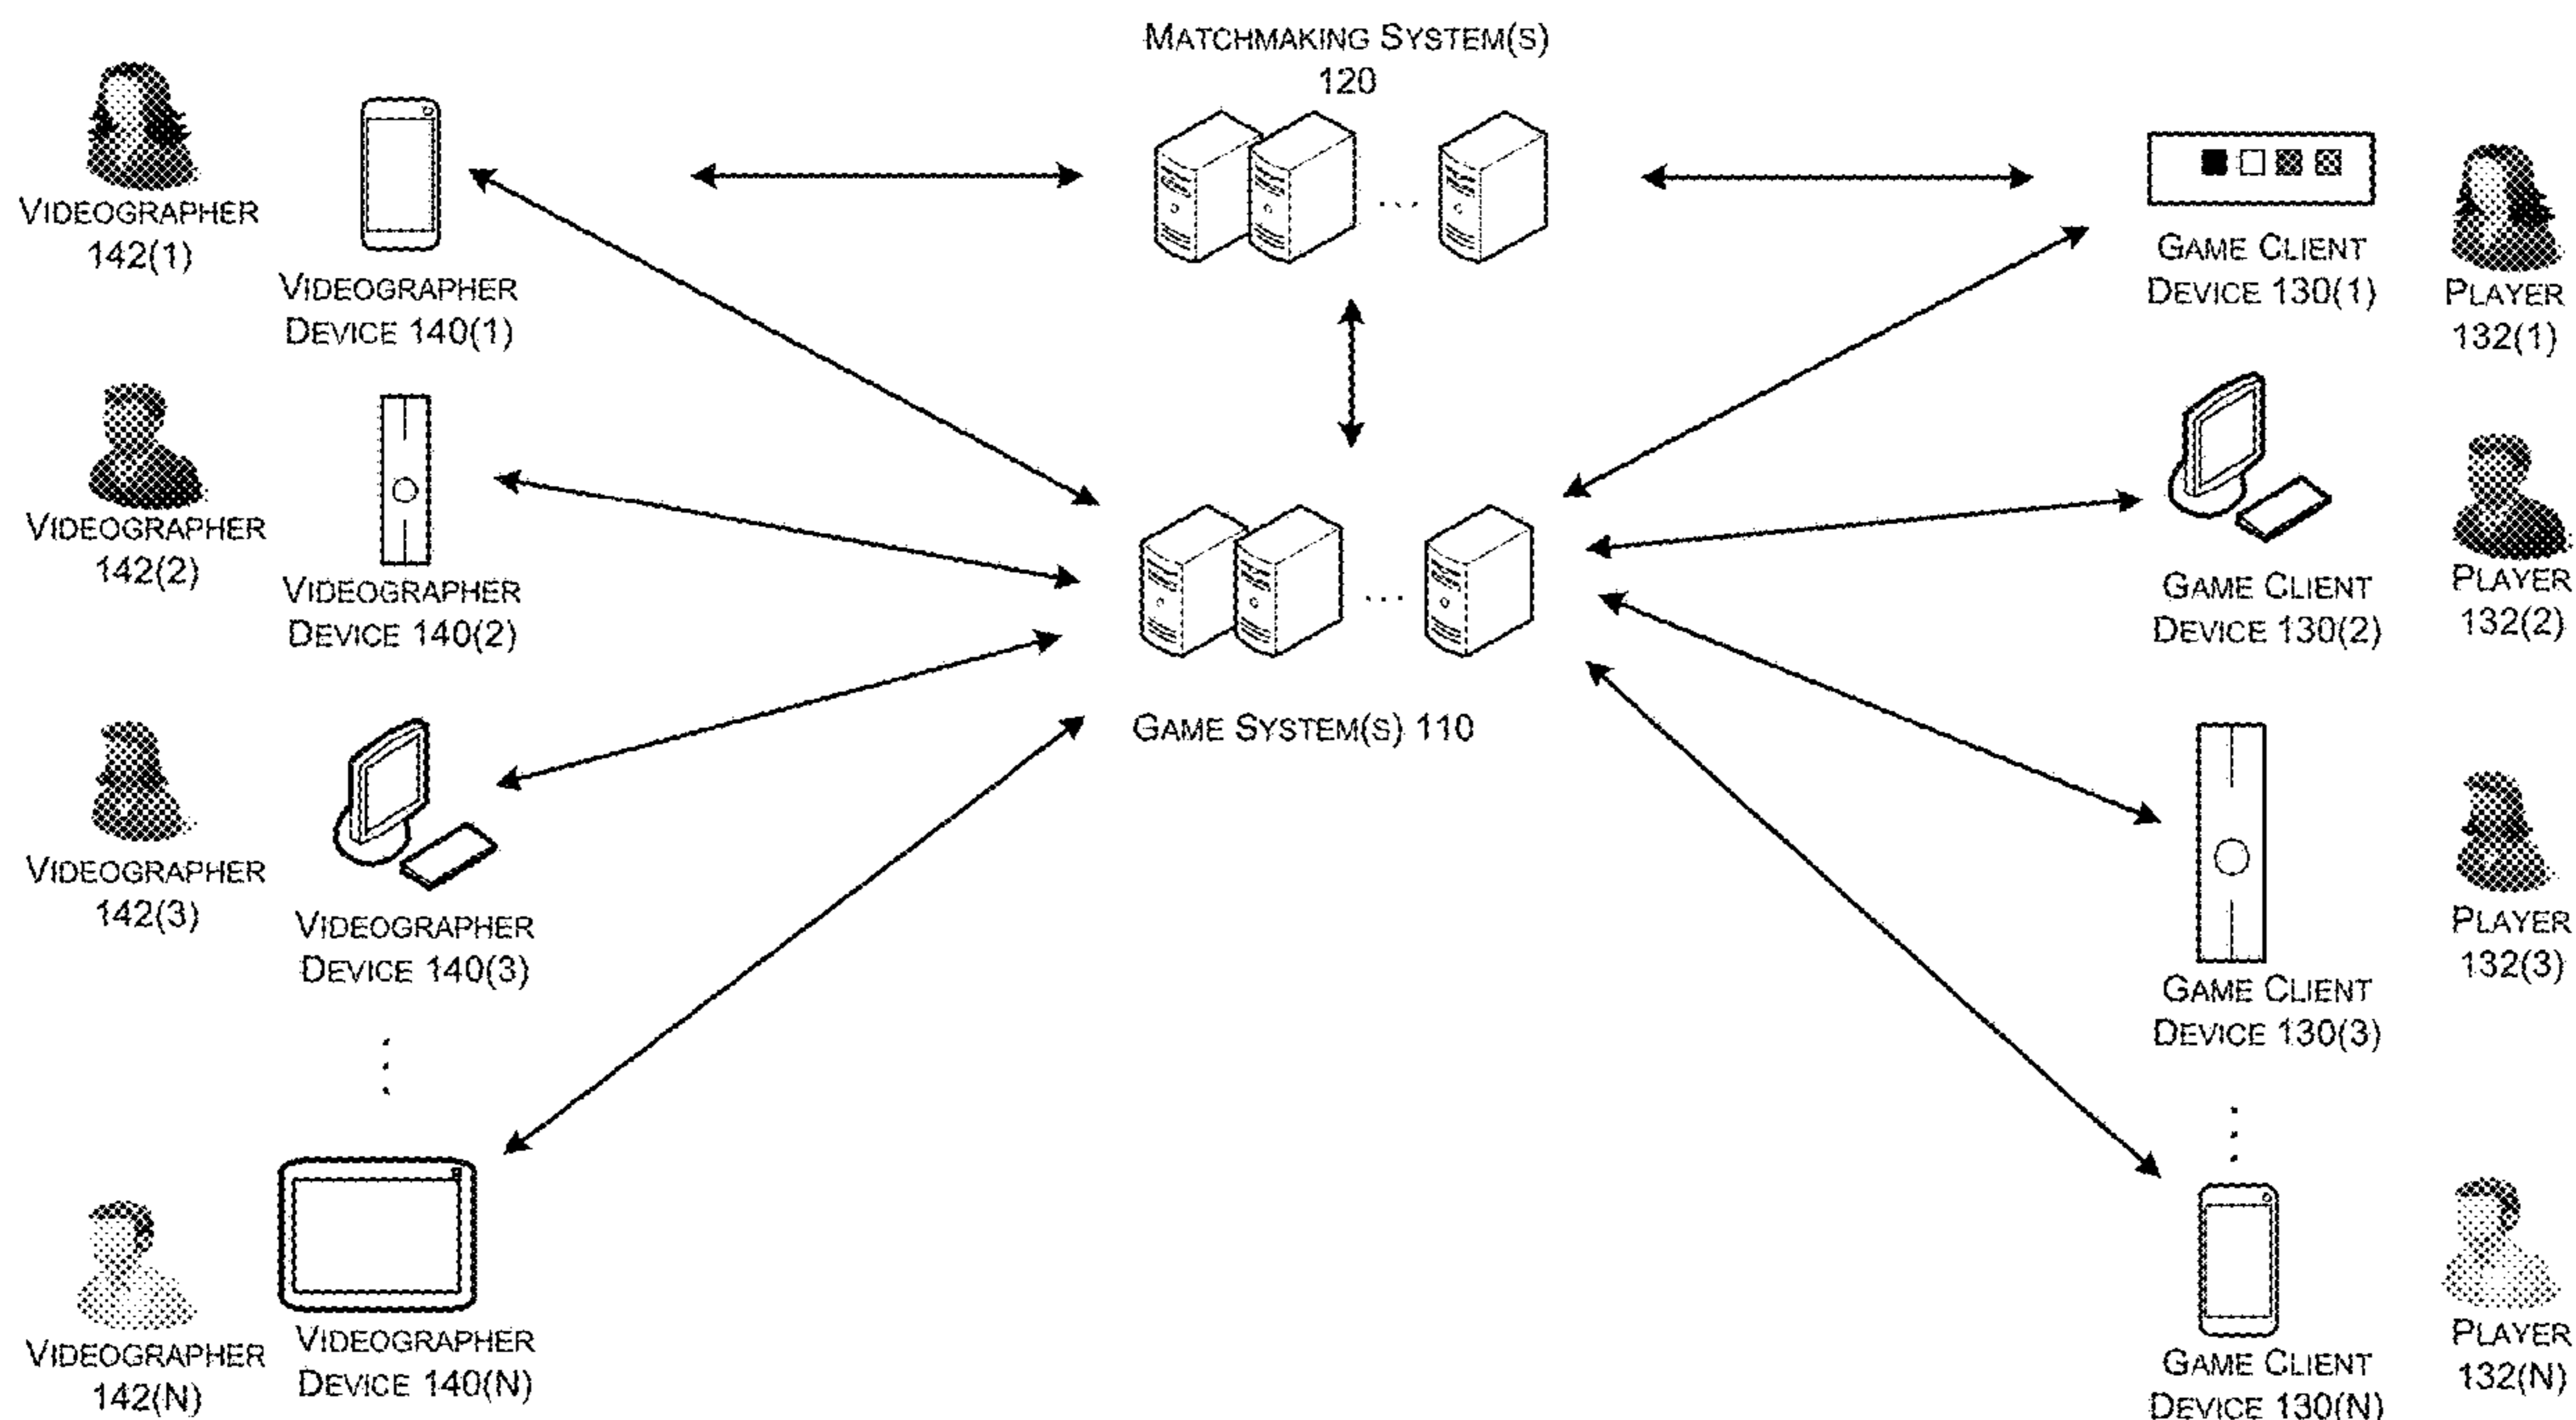 MATCHMAKING SYSTEM(S)
120
VIDEOGRAPHER
142(1)
VIDEOGRAPHER
DEVICE 140(1)
GAME CLIENT
DEVICE 130(1)
PLAYER
132(1)
VIDEOGRAPHER
142(2)
VIDEOGRAPHER
DEVICE 140(2)
GAME CLIENT
DEVICE 130(2)
PLAYER
132(2)
GAME SYSTEM(S) 110
VIDEOGRAPHER
142(3)
VIDEOGRAPHER
DEVICE 140(3)
GAME CLIENT
DEVICE 130(3)
PLAYER
132(3)
VIDEOGRAPHER
142(N)
VIDEOGRAPHER
DEVICE 140(N)
GAME CLIENT
DEVICE 130(N)
PLAYER
132(N)